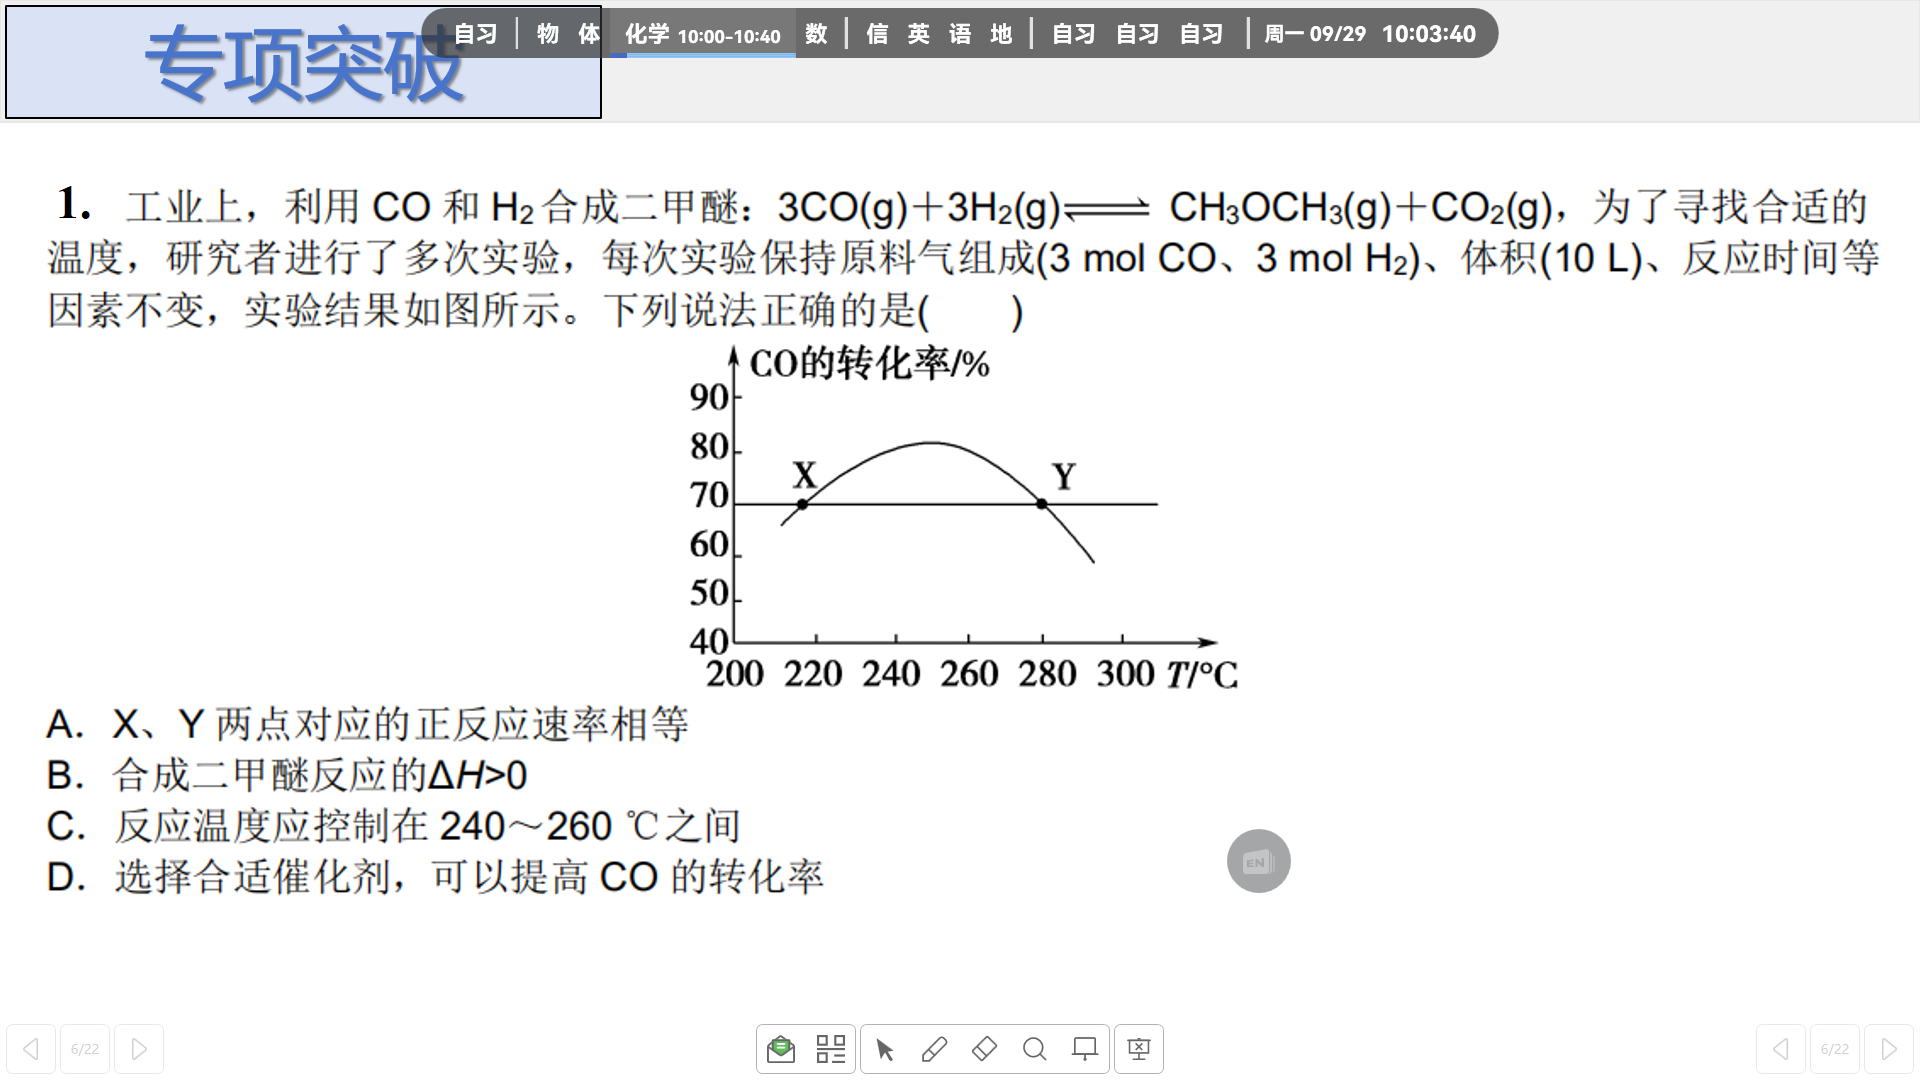 专项突破
自习 | 物 体 化学 10:00-10:40 数 | 信 英 语 地 | 自习 自习 自习 | 周一 09/29 10:03:40
1. 工业上，利用 CO 和 H₂ 合成二甲醚：3CO(g)＋3H₂(g)⇌ CH₃OCH₃(g)＋CO₂(g)，为了寻找合适的
温度，研究者进行了多次实验，每次实验保持原料气组成(3 mol CO、3 mol H₂)、体积(10 L)、反应时间等
因素不变，实验结果如图所示。下列说法正确的是(　　)
CO的转化率/%
90
80
X
Y
70
60
50
40
200 220 240 260 280 300 T/°C
A．X、Y 两点对应的正反应速率相等
B．合成二甲醚反应的ΔH>0
C．反应温度应控制在 240～260 ℃之间
D．选择合适催化剂，可以提高 CO 的转化率
EN
6/22
6/22